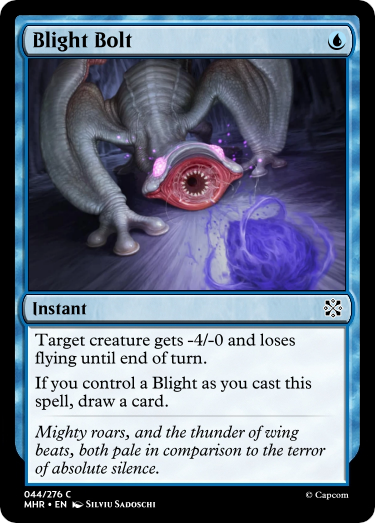 Blight Bolt
Instant
Target creature gets -4/-0 and loses
flying until end of turn.
If you control a Blight as you cast this
spell, draw a card.
Mighty roars, and the thunder of wing
beats, both pale in comparison to the terror
of absolute silence.
044/276 C
MHR • EN Silviu Sadoschi
© Capcom